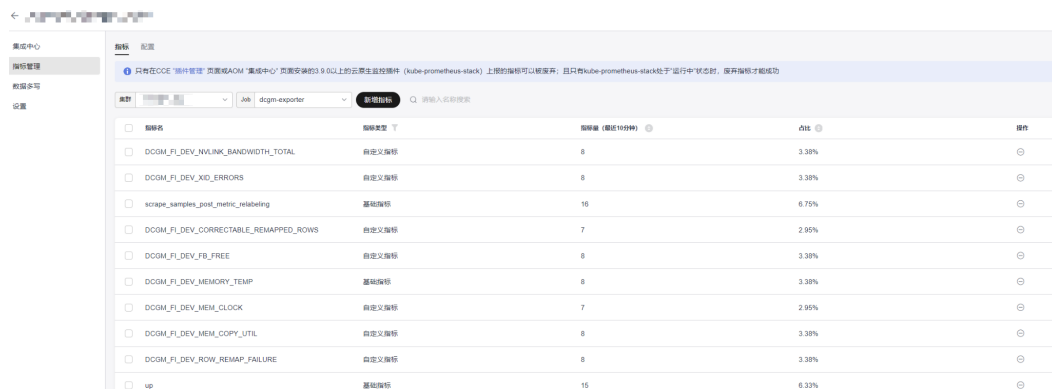 集成中心
指标管理
数据多写
设置
指标 配置
只有在CCE “插件管理” 页面或AOM “集成中心” 页面安装的3.9.0以上的云原生监控插件（kube-prometheus-stack）上报的指标可以被废弃；且只有kube-prometheus-stack处于“运行中”状态时，废弃指标才能成功
集群 Job dcgm-exporter 新增指标 请输入名称搜索
指标名 指标类型 指标量（最近10分钟） 占比 操作
DCGM_FI_DEV_NVLINK_BANDWIDTH_TOTAL 自定义指标 8 3.38%
DCGM_FI_DEV_XID_ERRORS 自定义指标 8 3.38%
scrape_samples_post_metric_relabeling 基础指标 16 6.75%
DCGM_FI_DEV_CORRECTABLE_REMAPPED_ROWS 自定义指标 7 2.95%
DCGM_FI_DEV_FB_FREE 自定义指标 8 3.38%
DCGM_FI_DEV_MEMORY_TEMP 基础指标 8 3.38%
DCGM_FI_DEV_MEM_CLOCK 自定义指标 7 2.95%
DCGM_FI_DEV_MEM_COPY_UTIL 自定义指标 8 3.38%
DCGM_FI_DEV_ROW_REMAP_FAILURE 自定义指标 8 3.38%
up 基础指标 15 6.33%